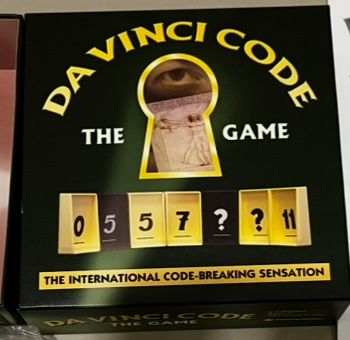 DA VINCI CODE
THE GAME
0 5 5 7 ? ? 11
THE INTERNATIONAL CODE-BREAKING SENSATION
DA VINCI CODE
THE GAME